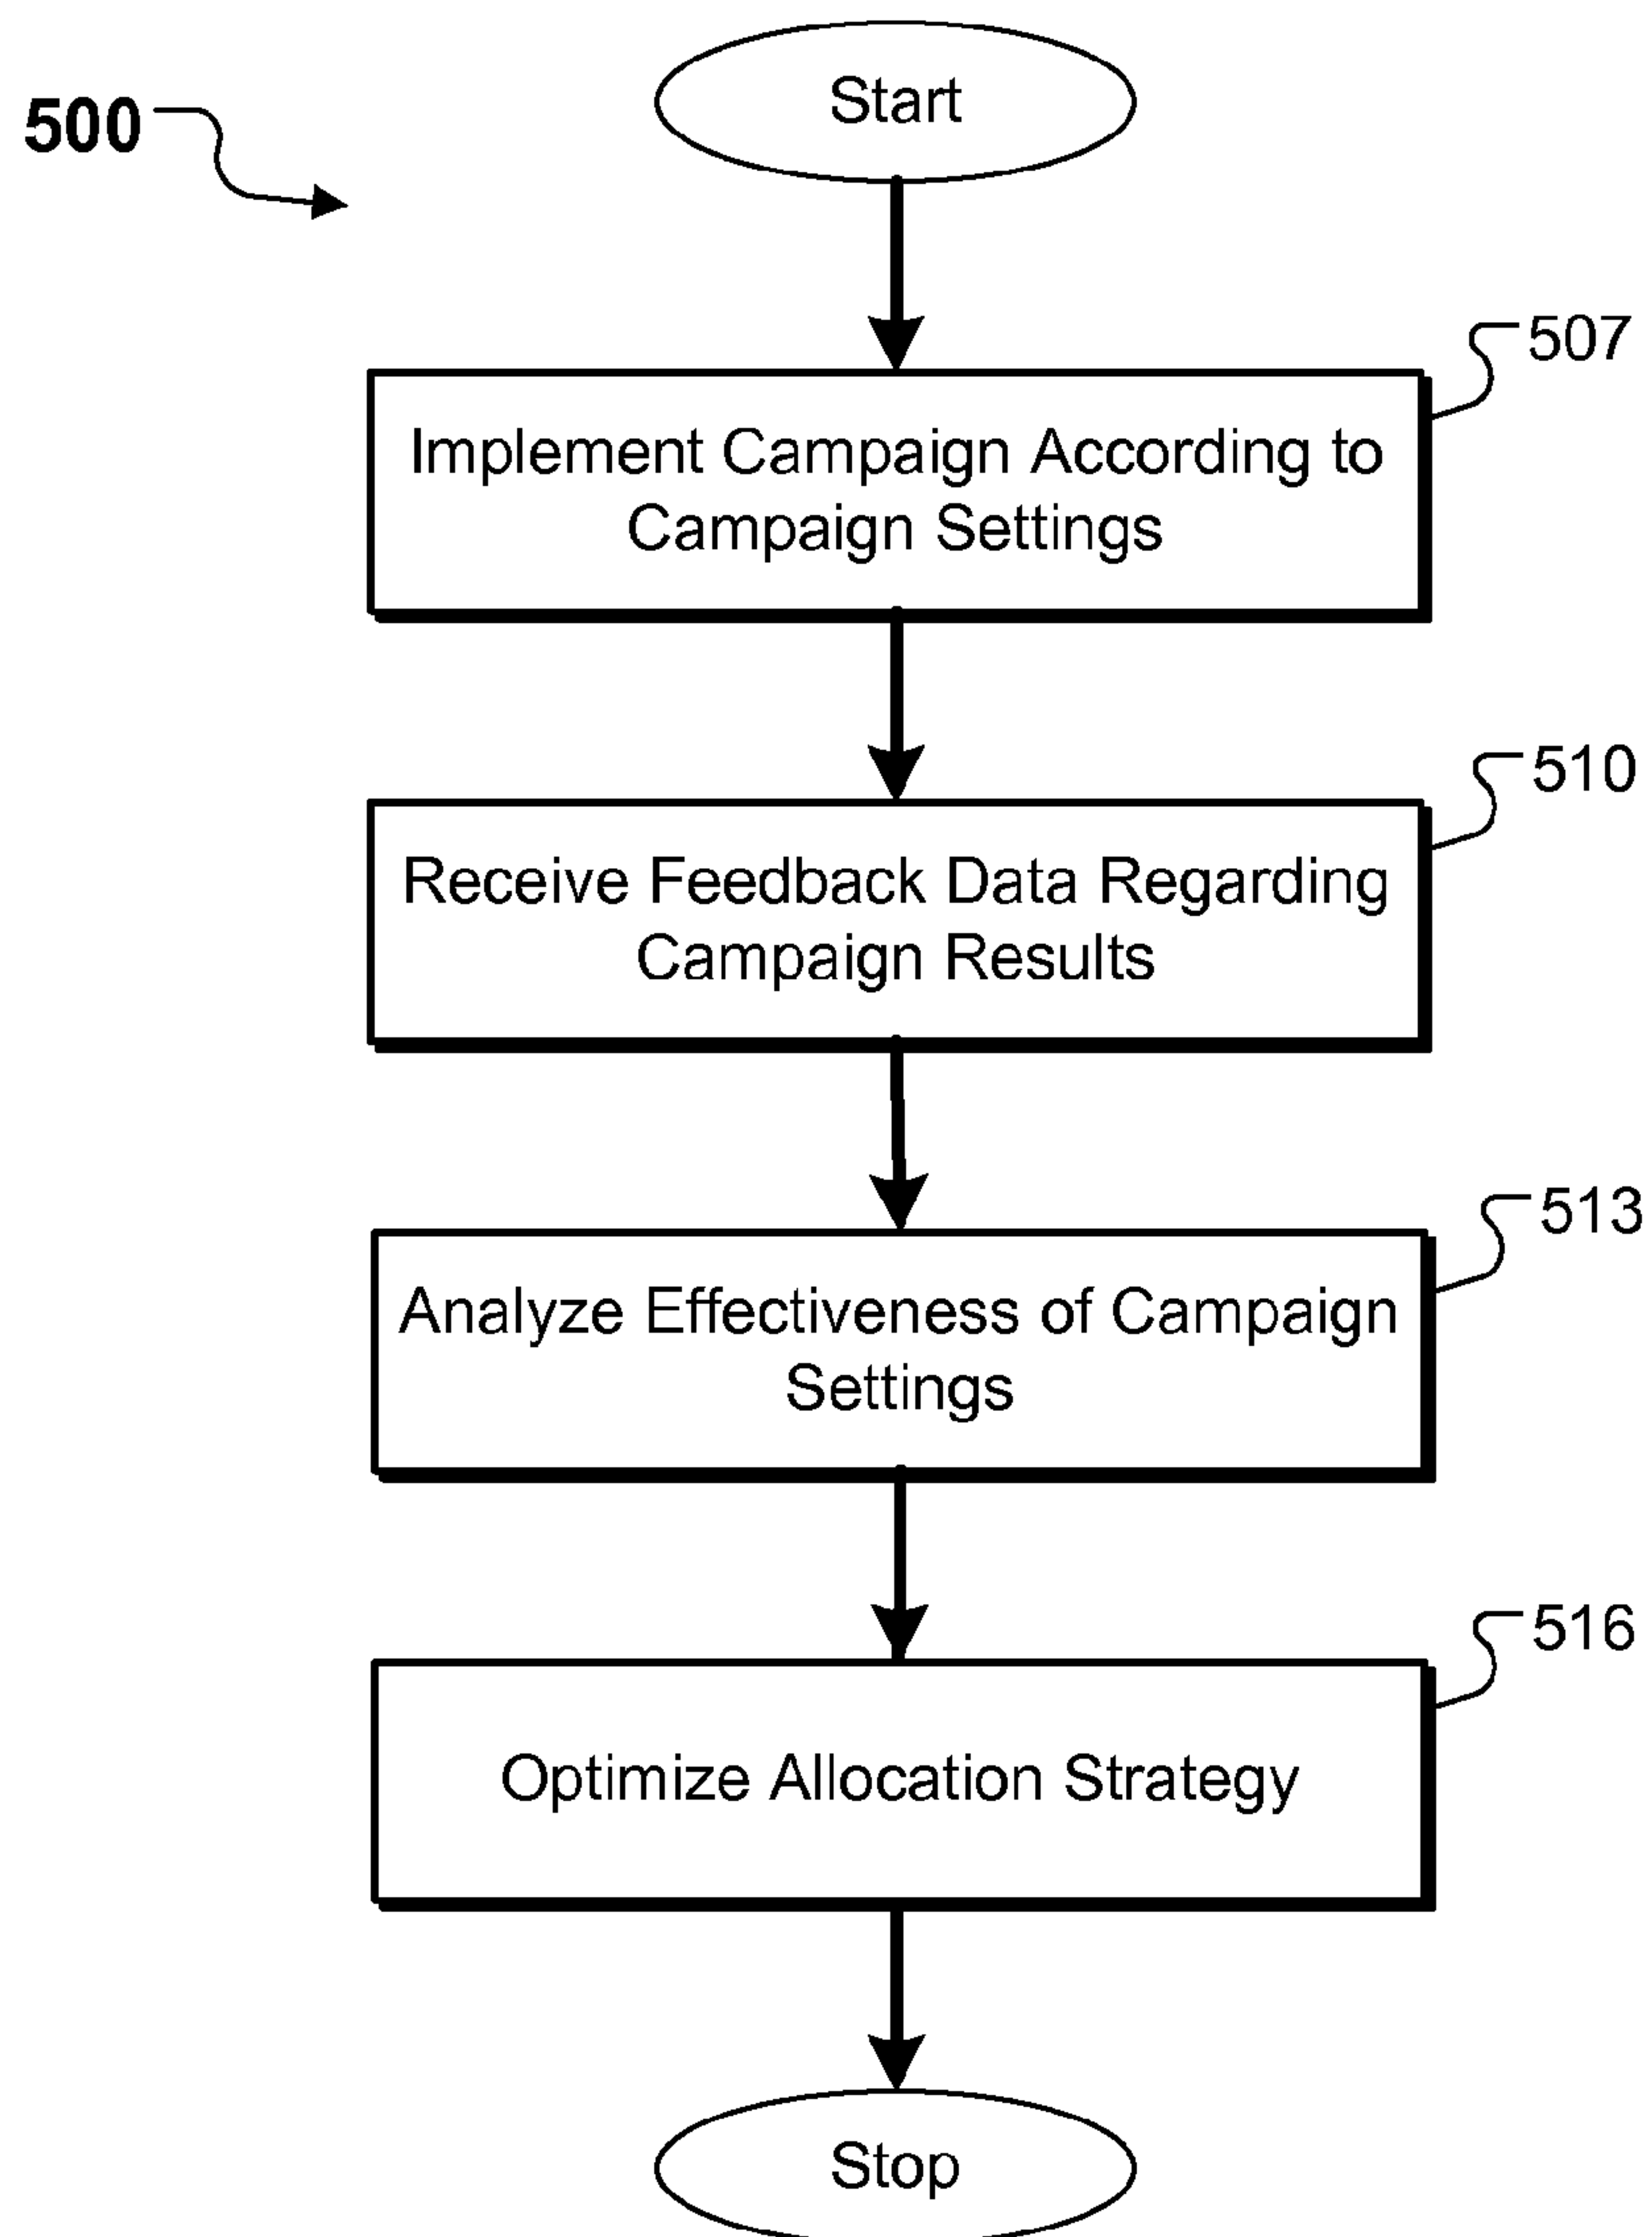 Start
500
507
Implement Campaign According to
Campaign Settings
510
Receive Feedback Data Regarding
Campaign Results
513
Analyze Effectiveness of Campaign
Settings
516
Optimize Allocation Strategy
Stop